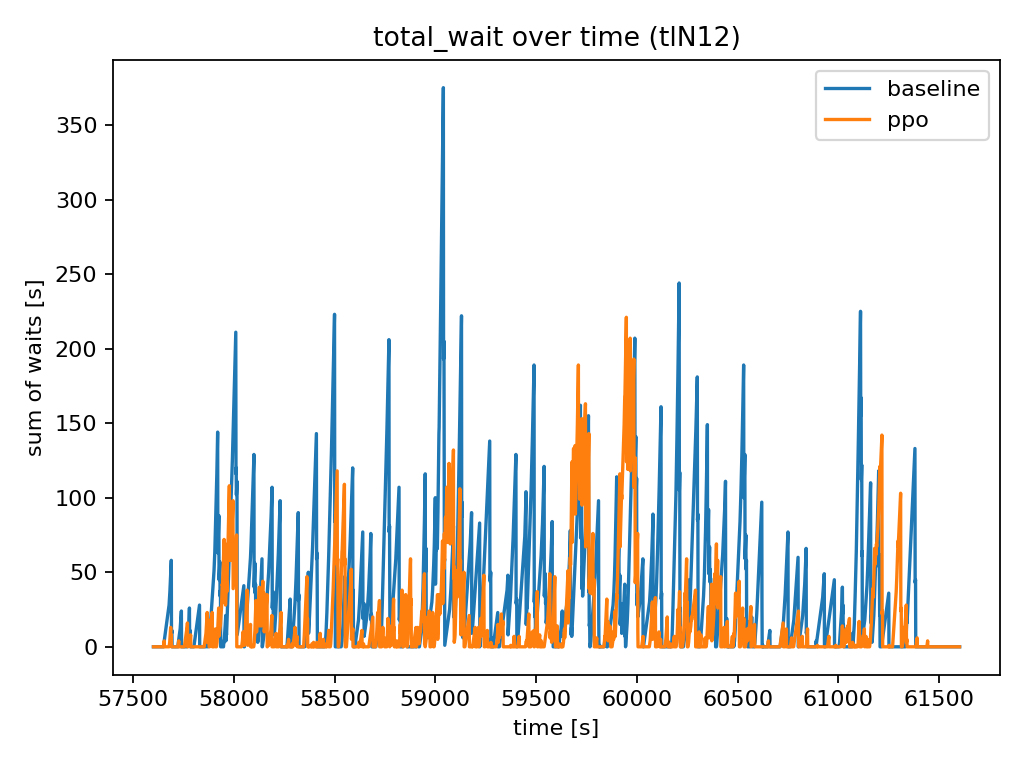 total_wait over time (tlN12)
baseline
ppo
sum of waits [s]
350
300
250
200
150
100
50
0
57500 58000 58500 59000 59500 60000 60500 61000 61500
time [s]